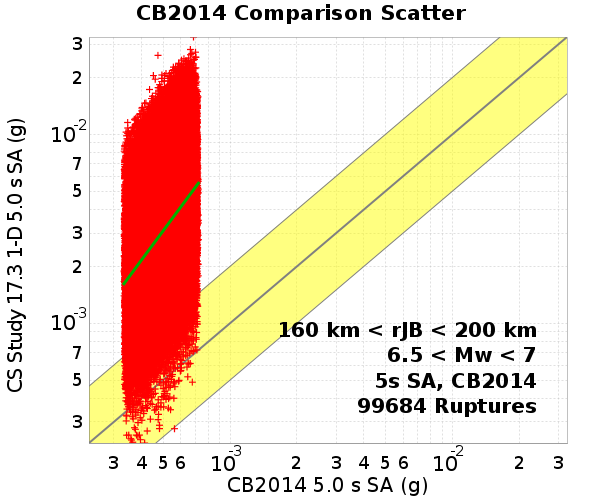 CB2014 Comparison Scatter
CS Study 17.3 1-D 5.0 s SA (g)
3
2
10-2
7
5
3
2
10-3
7
5
3
160 km < rJB < 200 km
6.5 < Mw < 7
5s SA, CB2014
99684 Ruptures
3 4 5 6 10-3 2 3 4 5 6 10-2 2 3
CB2014 5.0 s SA (g)